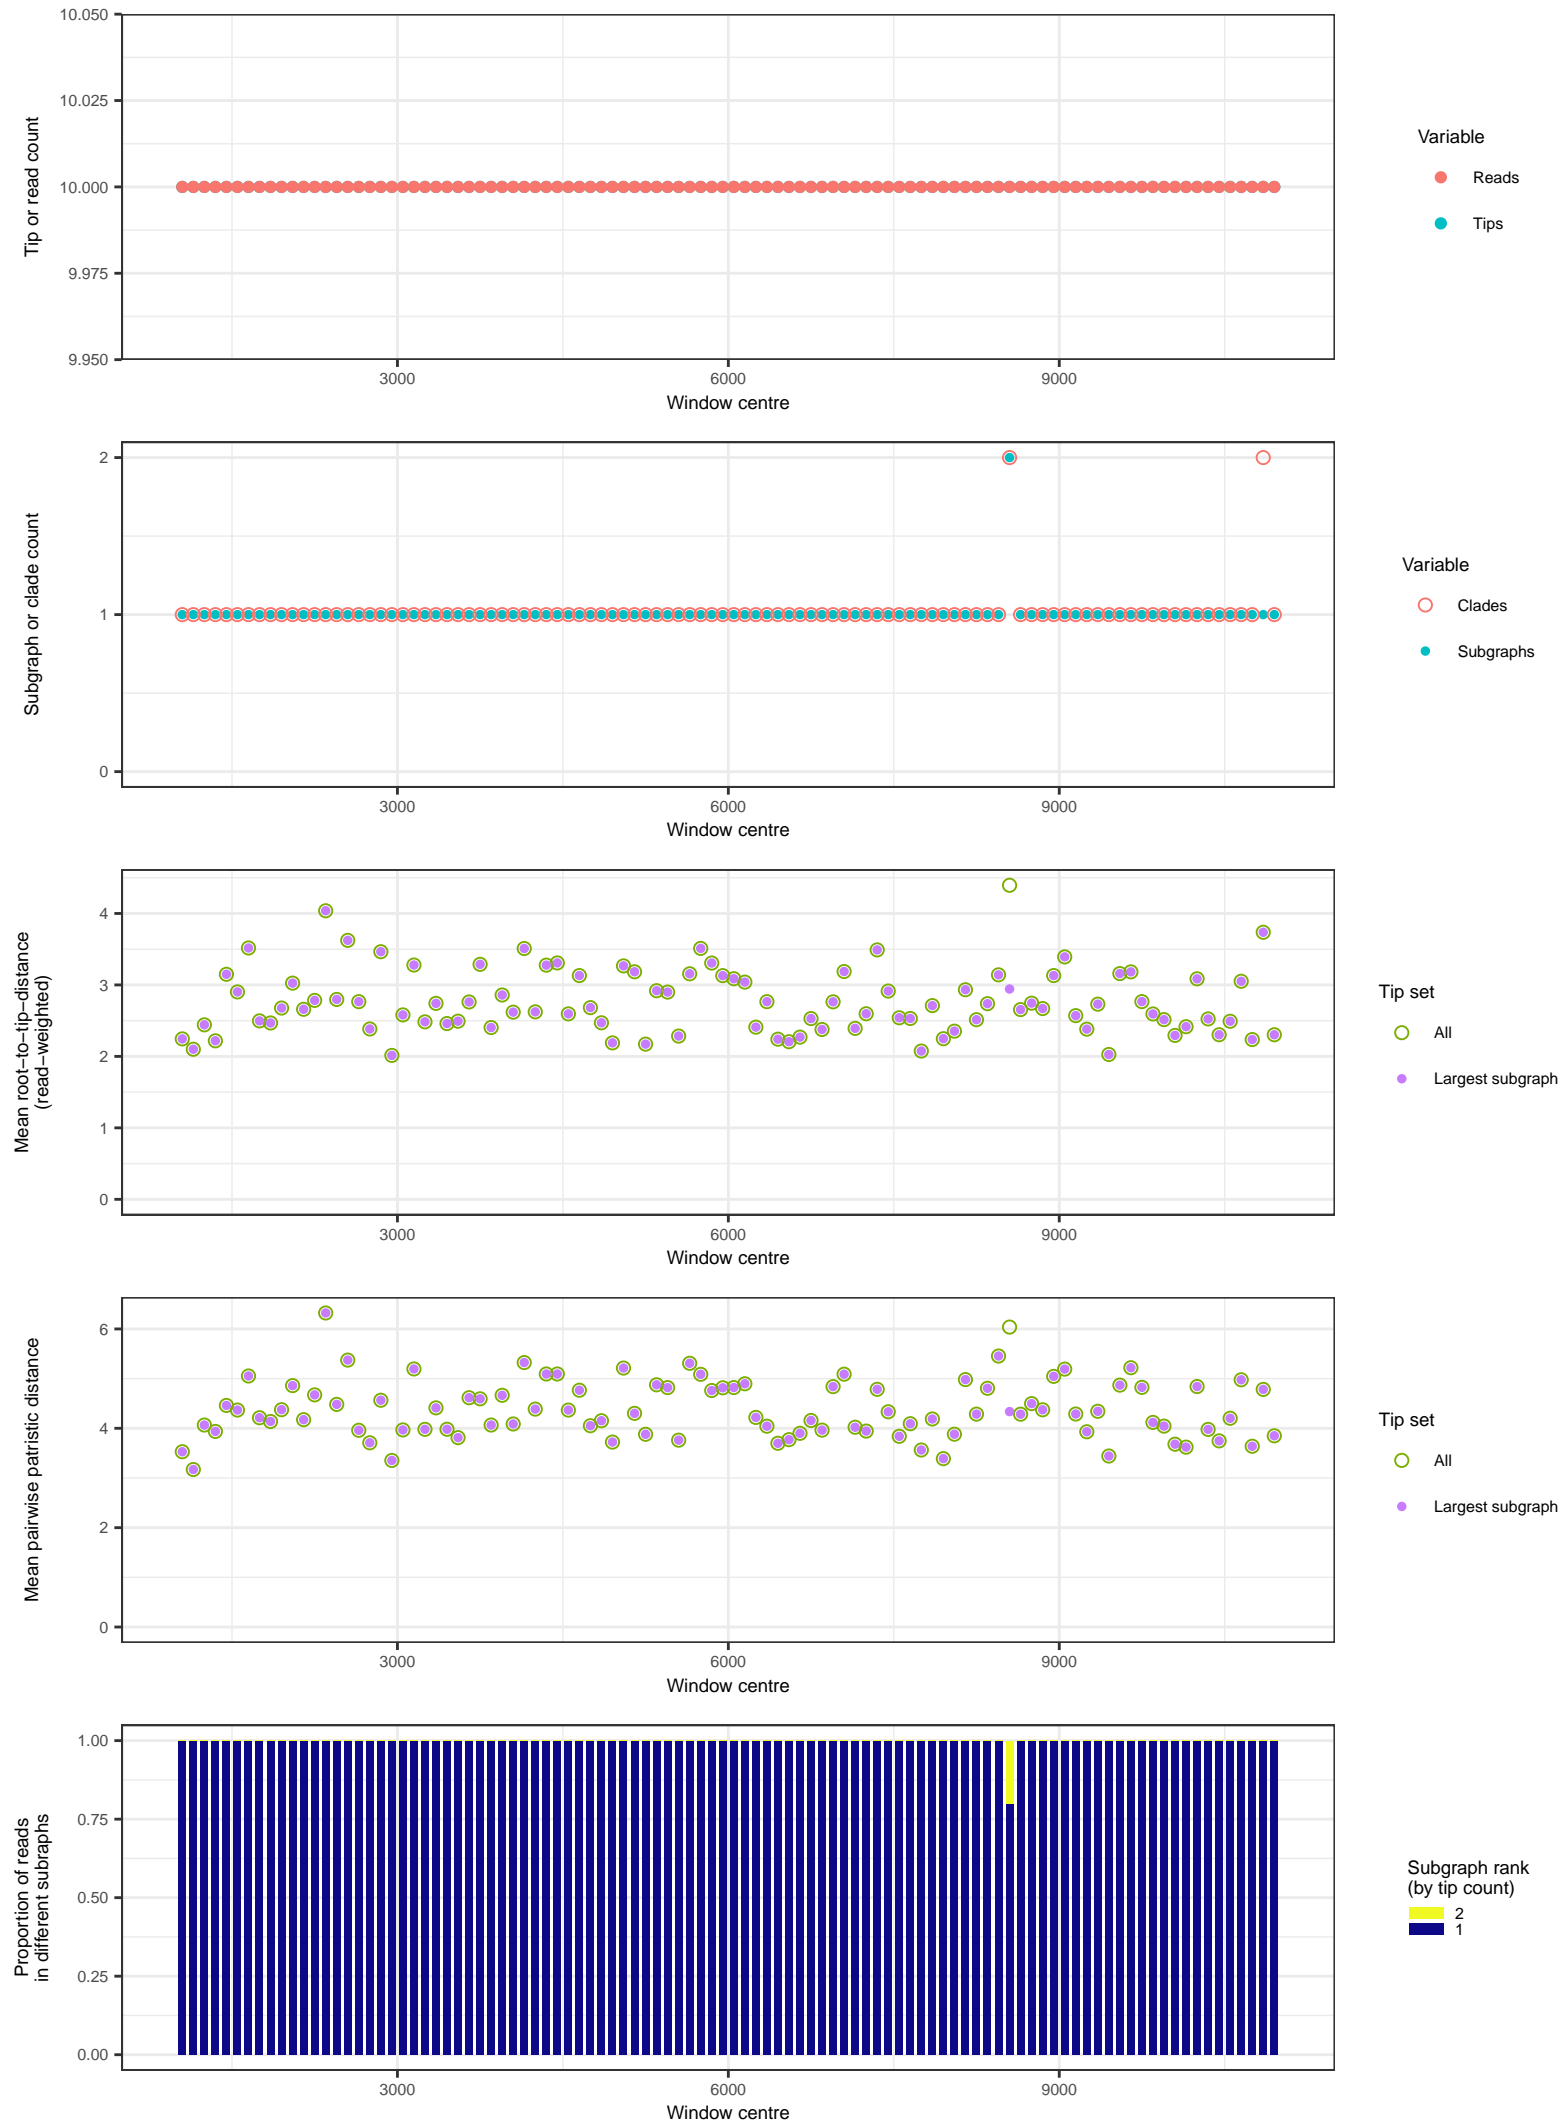 10.050
10.025
10.000
9.975
9.950
Tip or read count
3000 6000 9000
Window centre
Variable
Reads
Tips
2
1
0
Subgraph or clade count
3000 6000 9000
Window centre
Variable
Clades
Subgraphs
4
3
2
1
0
Mean root−to−tip−distance
(read−weighted)
3000 6000 9000
Window centre
Tip set
All
Largest subgraph
6
4
2
0
Mean pairwise patristic distance
3000 6000 9000
Window centre
Tip set
All
Largest subgraph
1.00
0.75
0.50
0.25
0.00
Proportion of reads
in different subraphs
3000 6000 9000
Window centre
Subgraph rank
(by tip count)
2
1